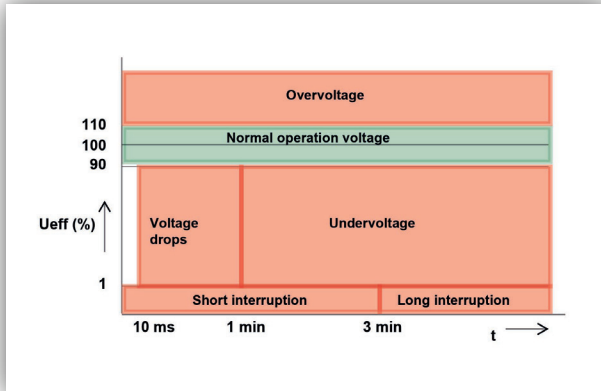 Overvoltage
110
Normal operation voltage
100
90
Ueff (%)
Voltage
drops
Undervoltage
1
Short interruption
Long interruption
10 ms
1 min
3 min
t